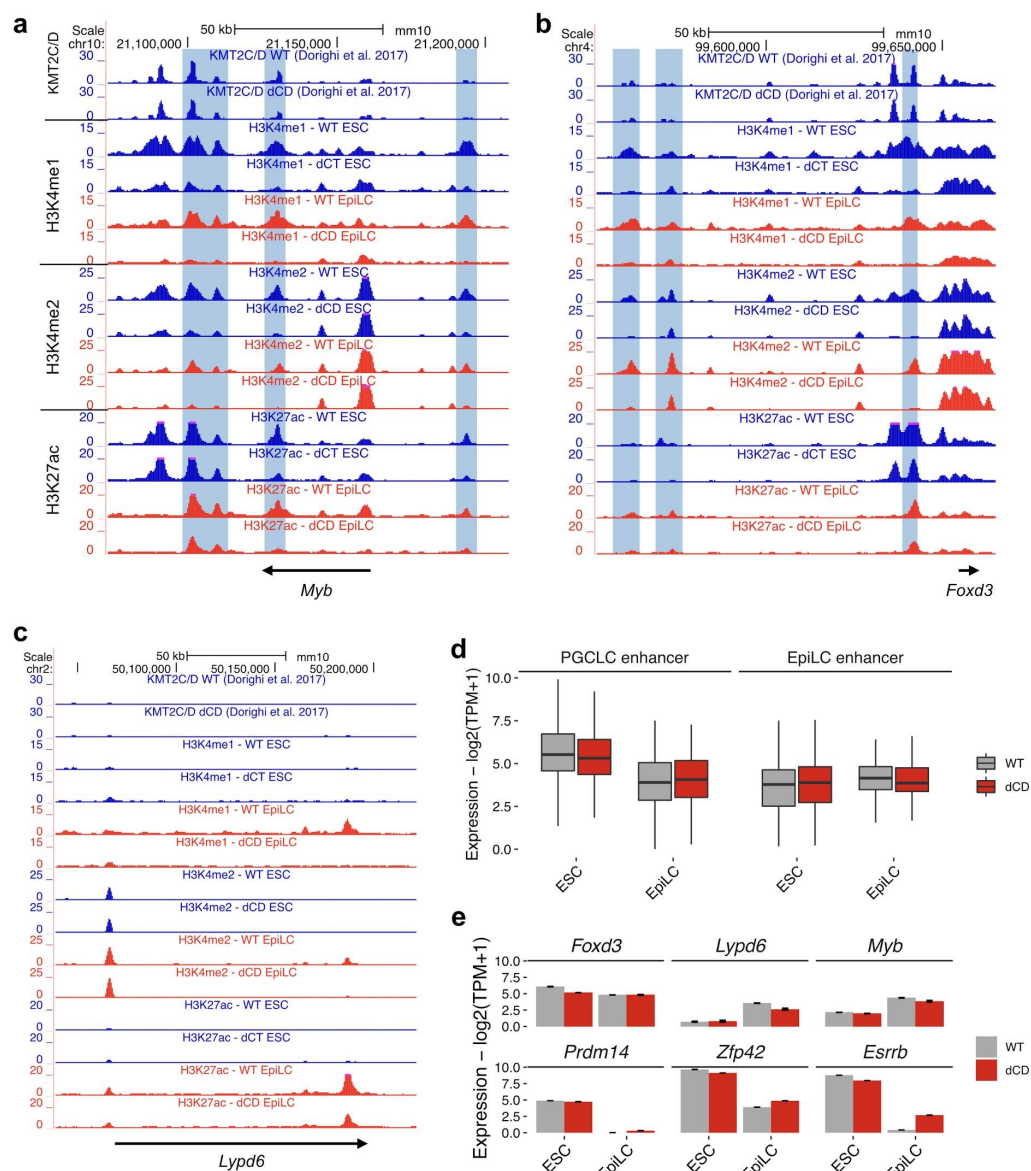 a
Scale
50 kb
mm10
chr10:
21,100,000
21,150,000
21,200,000
KMT2C/D
30
0
KMT2C/D WT (Dorighi et al. 2017)
30
0
KMT2C/D dCD (Dorighi et al. 2017)
H3K4me1
15
0
H3K4me1 - WT ESC
15
0
H3K4me1 - dCT ESC
15
0
H3K4me1 - WT EpiLC
15
0
H3K4me1 - dCD EpiLC
H3K4me2
25
0
H3K4me2 - WT ESC
25
0
H3K4me2 - dCD ESC
25
0
H3K4me2 - WT EpiLC
25
0
H3K4me2 - dCD EpiLC
H3K27ac
20
0
H3K27ac - WT ESC
20
0
H3K27ac - dCT ESC
20
0
H3K27ac - WT EpiLC
20
0
H3K27ac - dCD EpiLC
Myb
b
Scale
50 kb
mm10
chr4:
99,600,000
99,650,000
30
0
KMT2C/D WT (Dorighi et al. 2017)
30
0
KMT2C/D dCD (Dorighi et al. 2017)
15
0
H3K4me1 - WT ESC
15
0
H3K4me1 - dCT ESC
15
0
H3K4me1 - WT EpiLC
15
0
H3K4me1 - dCD EpiLC
25
0
H3K4me2 - WT ESC
25
0
H3K4me2 - dCD ESC
25
0
H3K4me2 - WT EpiLC
25
0
H3K4me2 - dCD EpiLC
20
0
H3K27ac - WT ESC
20
0
H3K27ac - dCT ESC
20
0
H3K27ac - WT EpiLC
20
0
H3K27ac - dCD EpiLC
Foxd3
c
Scale
50 kb
mm10
chr2:
50,100,000
50,150,000
50,200,000
30
0
KMT2C/D WT (Dorighi et al. 2017)
30
0
KMT2C/D dCD (Dorighi et al. 2017)
15
0
H3K4me1 - WT ESC
15
0
H3K4me1 - dCT ESC
15
0
H3K4me1 - WT EpiLC
15
0
H3K4me1 - dCD EpiLC
25
0
H3K4me2 - WT ESC
25
0
H3K4me2 - dCD ESC
25
0
H3K4me2 - WT EpiLC
25
0
H3K4me2 - dCD EpiLC
20
0
H3K27ac - WT ESC
20
0
H3K27ac - dCT ESC
20
0
H3K27ac - WT EpiLC
20
0
H3K27ac - dCD EpiLC
Lypd6
d
PGCLC enhancer
EpiLC enhancer
Expression − log2(TPM+1)
10.0
7.5
5.0
2.5
0.0
ESC
EpiLC
ESC
EpiLC
WT
dCD
e
Expression − log2(TPM+1)
Foxd3
Lypd6
Myb
10.0
7.5
5.0
2.5
0.0
Prdm14
Zfp42
Esrrb
10.0
7.5
5.0
2.5
0.0
ESC
EpiLC
ESC
EpiLC
ESC
EpiLC
WT
dCD